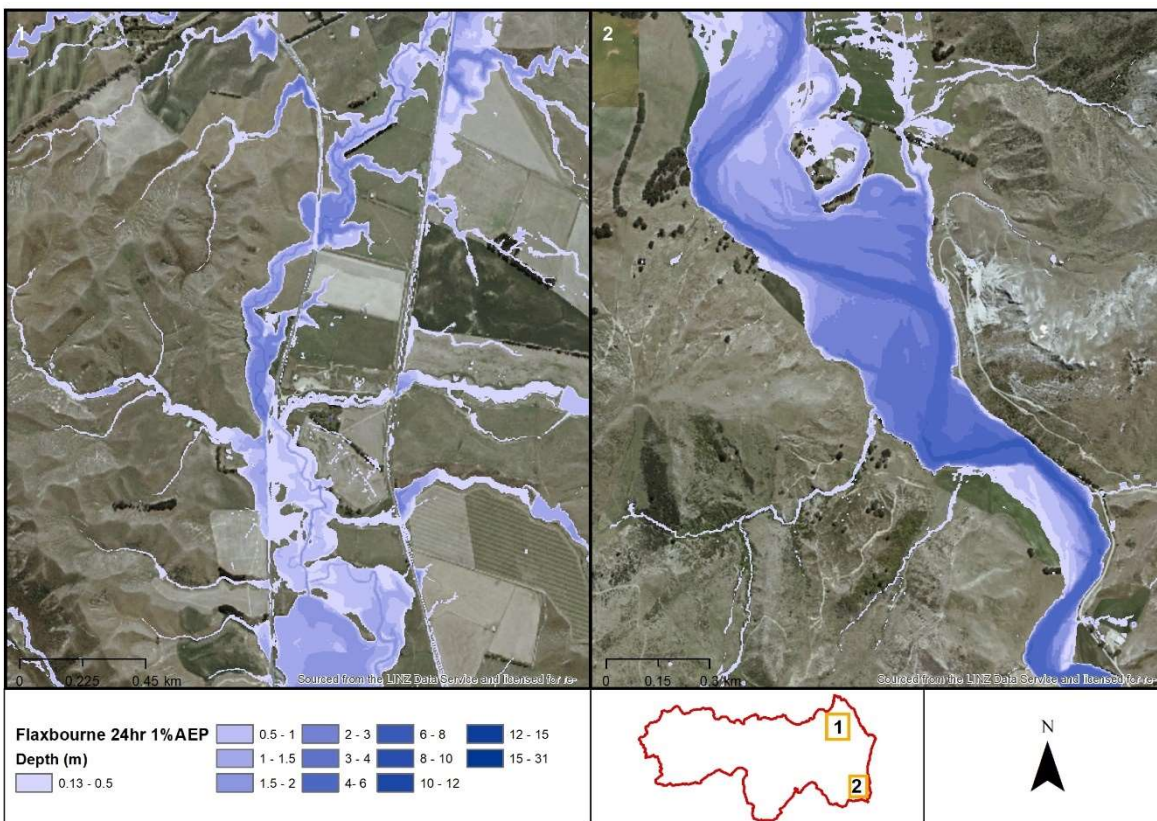 1
2
0 0.225 0.45 km
Sourced from the LINZ Data Service and licensed for re-
0 0.15 0.3 km
Sourced from the LINZ Data Service and licensed for re-
Flaxbourne 24hr 1%AEP
Depth (m)
0.13 - 0.5
0.5 - 1
1 - 1.5
1.5 - 2
2 - 3
3 - 4
4- 6
6 - 8
8 - 10
10 - 12
12 - 15
15 - 31
1
2
N